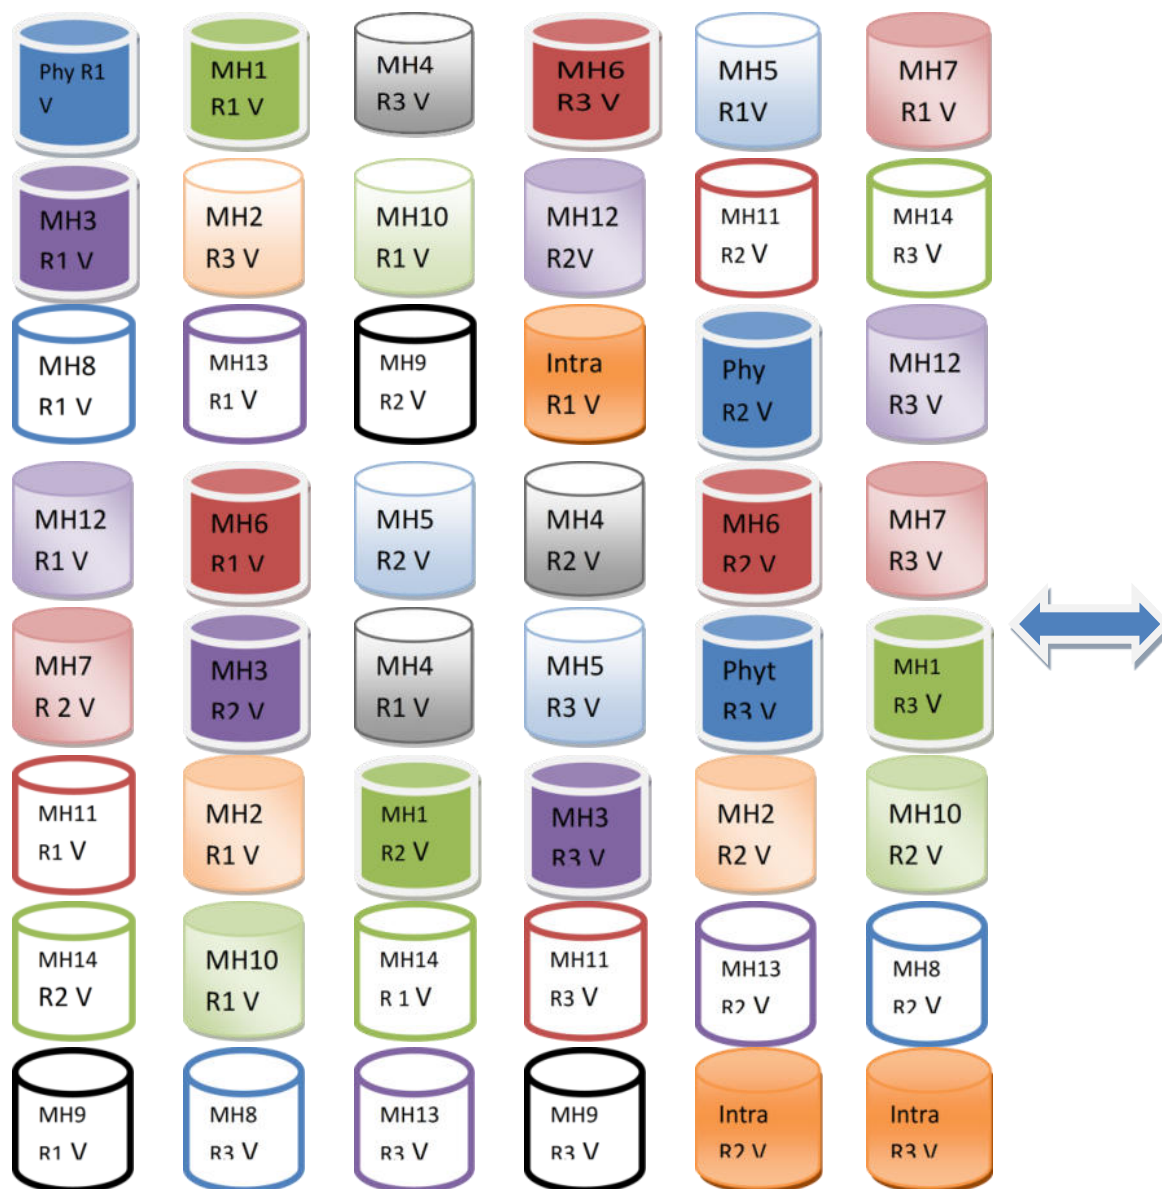 Phy R1
V
MH1
R1 V
MH4
R3 V
MH6
R3 V
MH5
R1V
MH7
R1 V
MH3
R1 V
MH2
R3 V
MH10
R1 V
MH12
R2V
MH11
R2 V
MH14
R3 V
MH8
R1 V
MH13
R1 V
MH9
R2 V
Intra
R1 V
Phy
R2 V
MH12
R3 V
MH12
R1 V
MH6
R1 V
MH5
R2 V
MH4
R2 V
MH6
R2 V
MH7
R3 V
MH7
R 2 V
MH3
R2 V
MH4
R1 V
MH5
R3 V
Phyt
R3 V
MH1
R3 V
MH11
R1 V
MH2
R1 V
MH1
R2 V
MH3
R3 V
MH2
R2 V
MH10
R2 V
MH14
R2 V
MH10
R1 V
MH14
R 1 V
MH11
R3 V
MH13
R2 V
MH8
R2 V
MH9
R1 V
MH8
R3 V
MH13
R3 V
MH9
R3 V
Intra
R2 V
Intra
R3 V